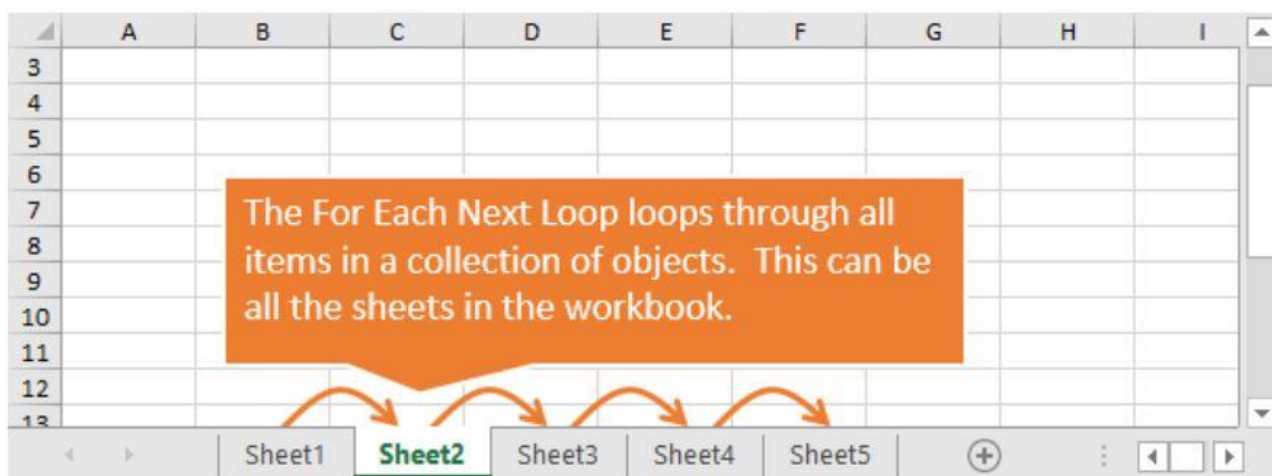 A B C D E F G H I
3
4
5
6
7
The For Each Next Loop loops through all
8
items in a collection of objects.  This can be
9
10
all the sheets in the workbook.
11
12
13
Sheet1 Sheet2 Sheet3 Sheet4 Sheet5